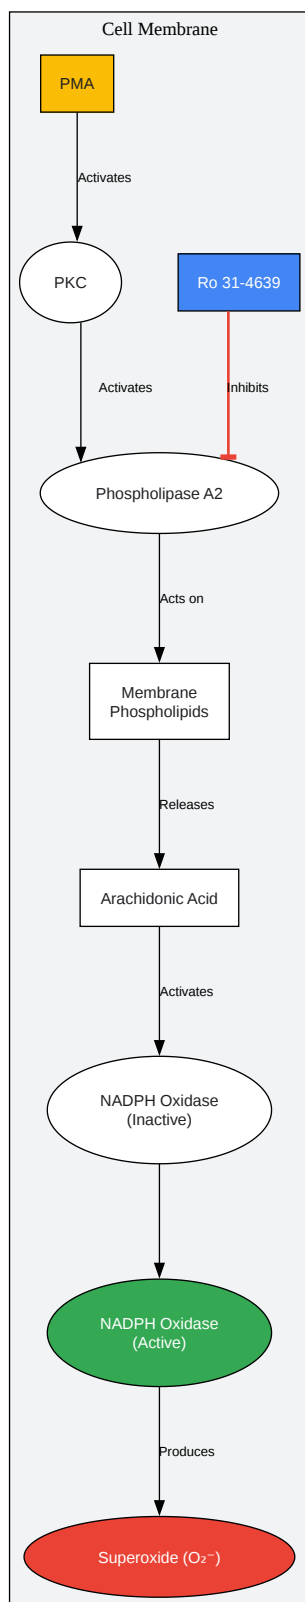 Cell Membrane
PMA
Activates
PKC
Ro 31-4639
Activates
Inhibits
Phospholipase A2
Acts on
Membrane
Phospholipids
Releases
Arachidonic Acid
Activates
NADPH Oxidase
(Inactive)
NADPH Oxidase
(Active)
Produces
Superoxide (O₂⁻)